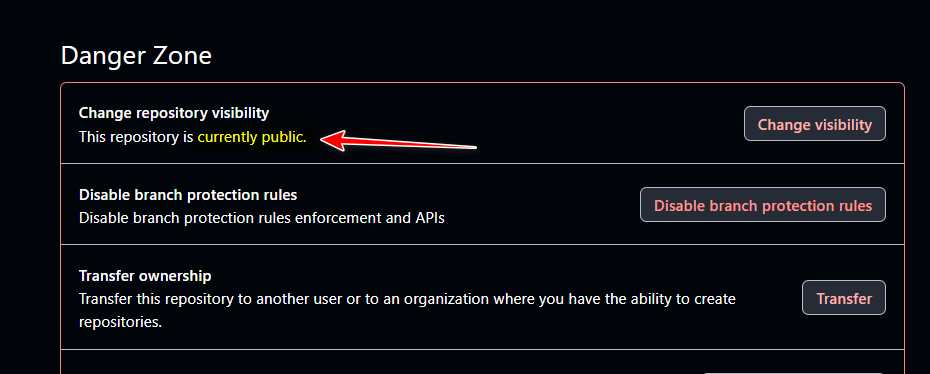 Danger Zone
Change repository visibility
This repository is currently public.
Change visibility
Disable branch protection rules
Disable branch protection rules enforcement and APIs
Disable branch protection rules
Transfer ownership
Transfer this repository to another user or to an organization where you have the ability to create
repositories.
Transfer